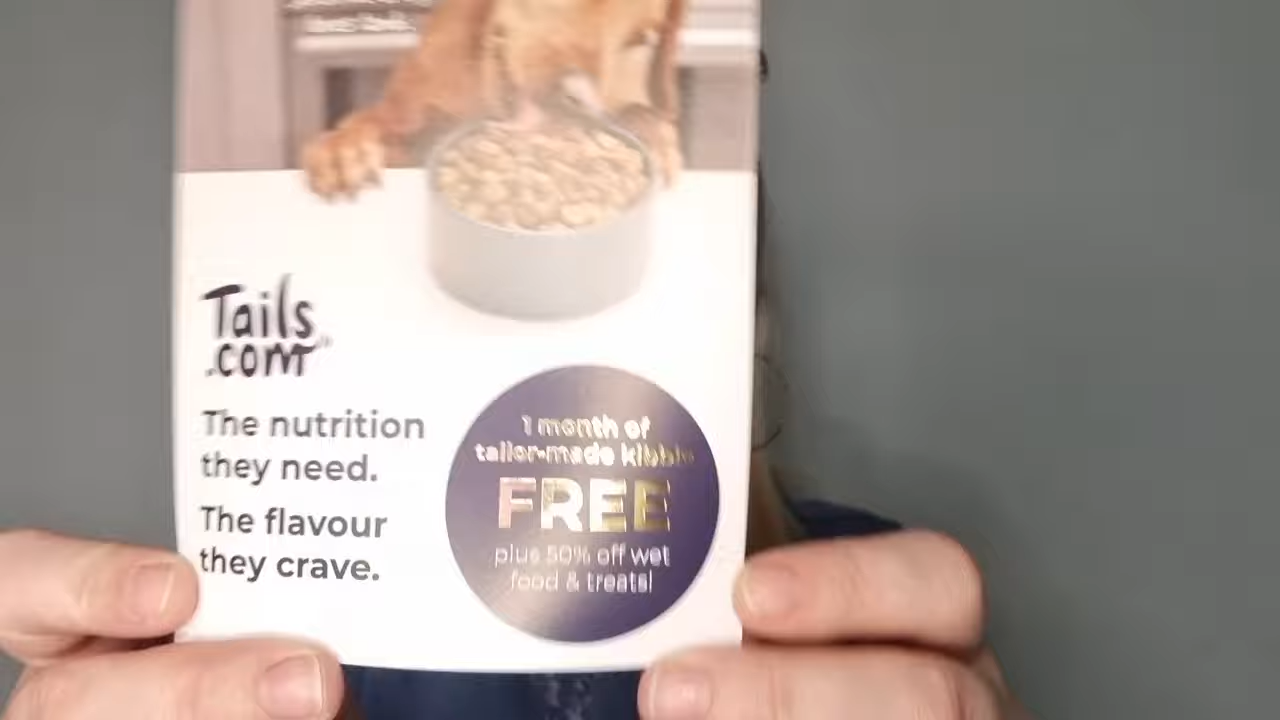 Tails
.com
The nutrition
they need.
The flavour
they crave.
1 month of
tailor-made kibble
FREE
plus 50% off wet
food & treats!